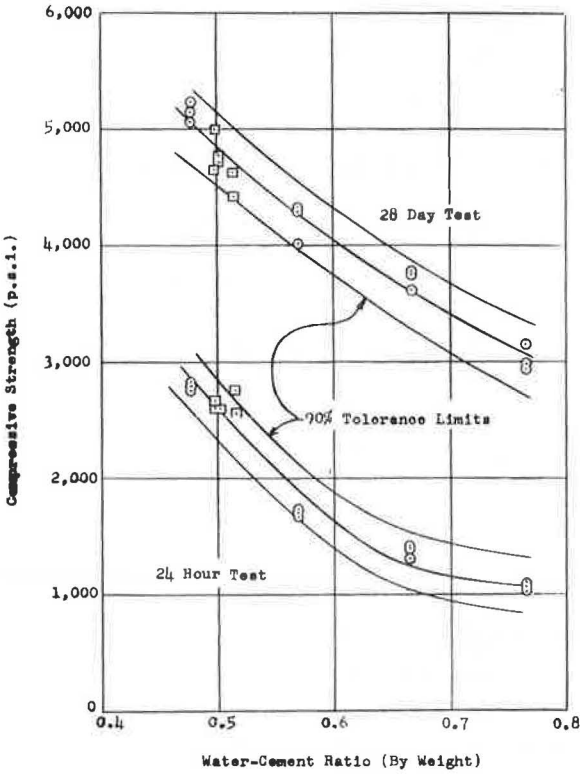 6,000
5,000
4,000
3,000
2,000
1,000
0
Compressive Strength (p.s.i.)
28 Day Test
90% Tolerance Limits
24 Hour Test
0.4
0.5
0.6
0.7
0.8
Water-Cement Ratio (By Weight)